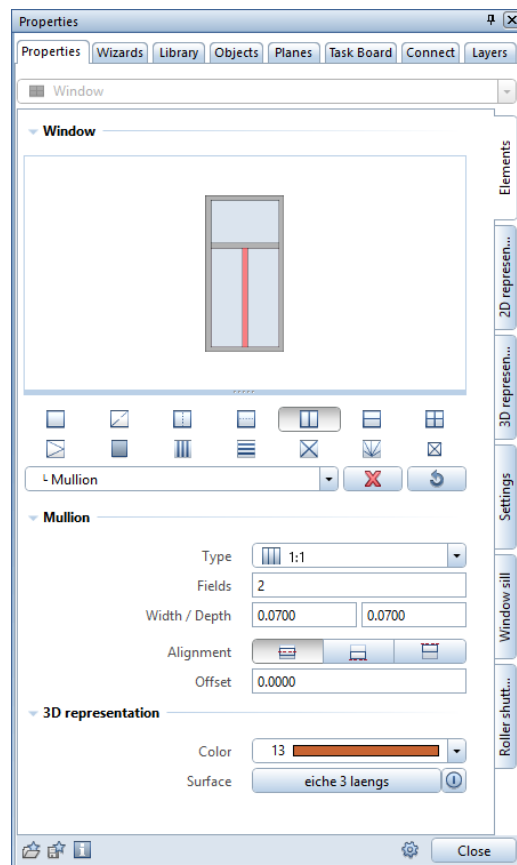 Properties
Properties Wizards Library Objects Planes Task Board Connect Layers
Window
Window
Elements
2D represen...
3D represen...
Settings
Window sill
Roller shutt...
Mullion
Mullion
Type 1:1
Fields 2
Width / Depth 0.0700 0.0700
Alignment
Offset 0.0000
3D representation
Color 13
Surface eiche 3 laengs
Close